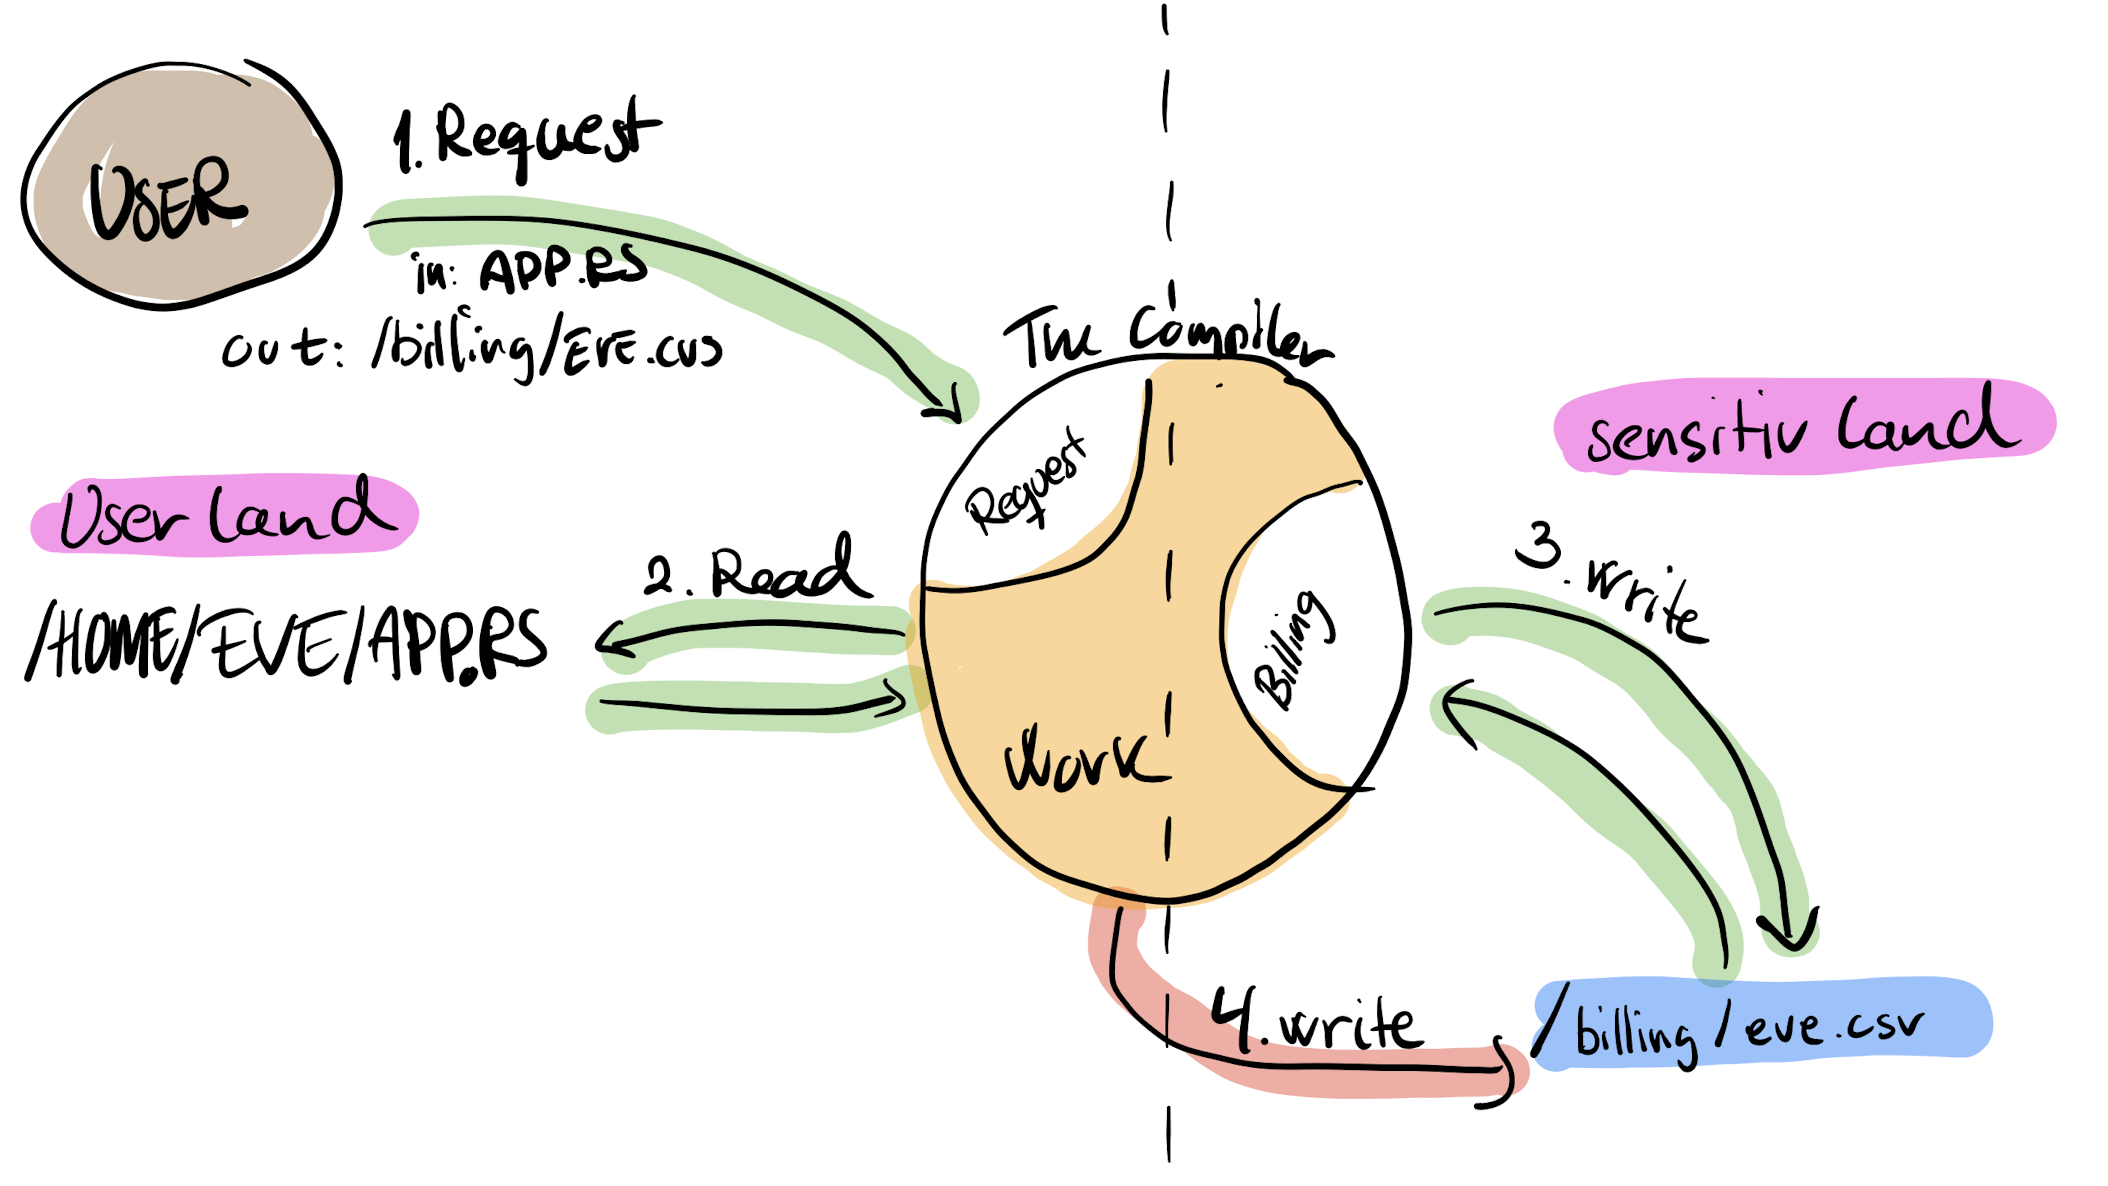 USER
1. Request
in: APP.RS
out: /billing/EVE.cvs
The Compiler
Request
Billing
Work
User Land
/HOME/EVE/APP.RS
2. Read
sensitiv Land
3. write
4. write
/billing/eve.csv